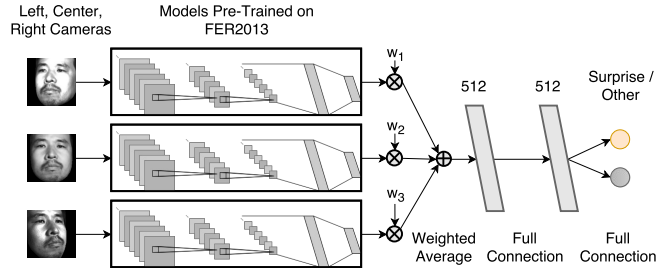 Left, Center,
Right Cameras
Models Pre-Trained on
FER2013
w1
w2
w3
512
512
Surprise /
Other
Weighted
Average
Full
Connection
Full
Connection